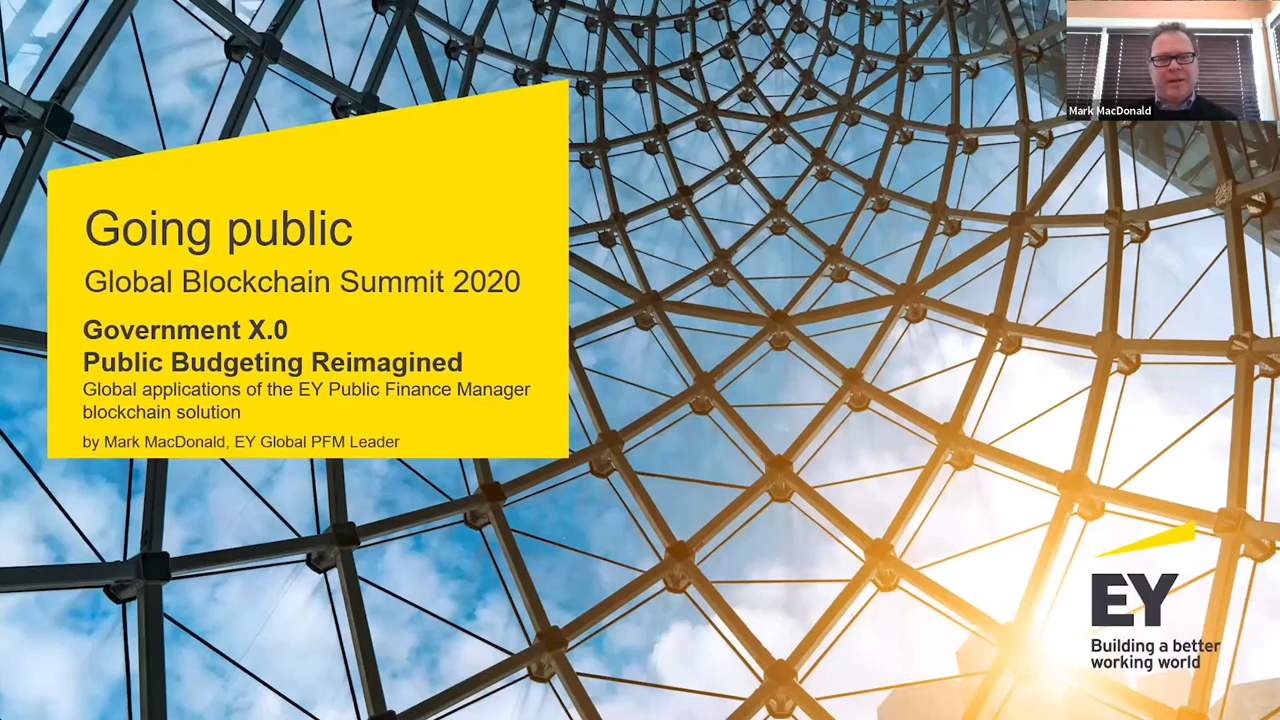 Mark MacDonald
Going public
Global Blockchain Summit 2020
Government X.0
Public Budgeting Reimagined
Global applications of the EY Public Finance Manager
blockchain solution
by Mark MacDonald, EY Global PFM Leader
EY
Building a better
working world